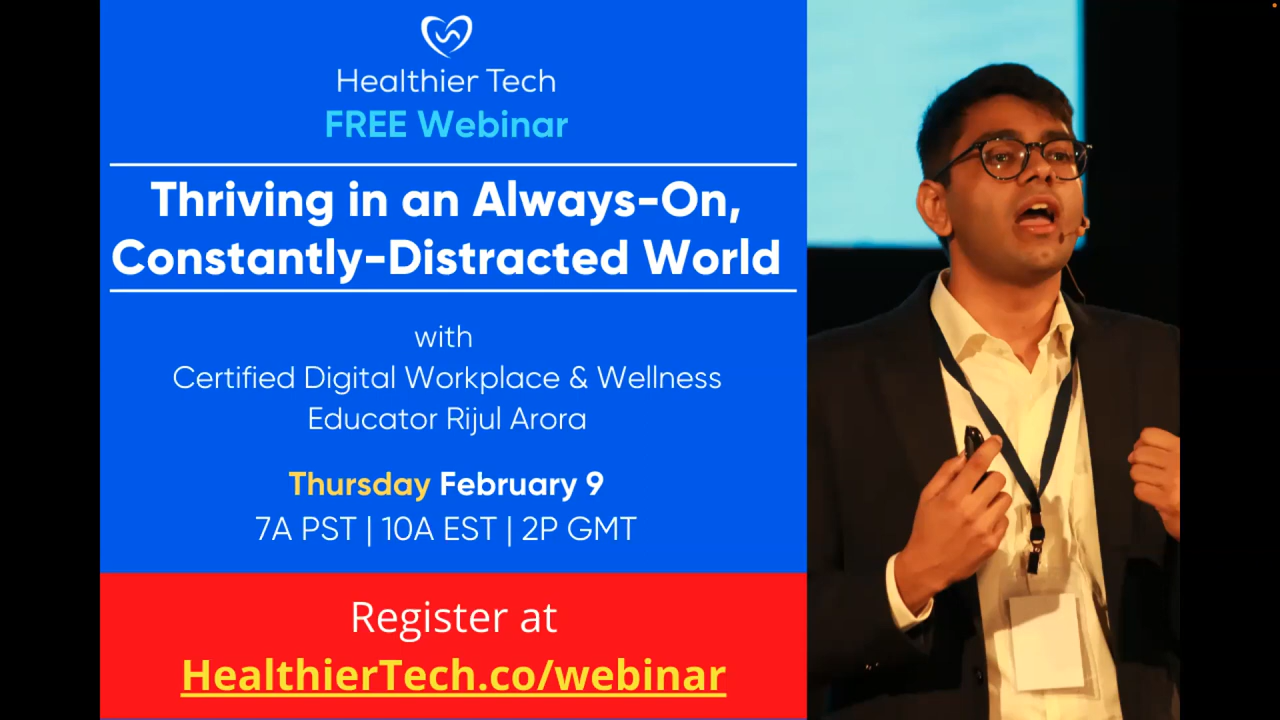 Healthier Tech
FREE Webinar
Thriving in an Always-On,
Constantly-Distracted World
with
Certified Digital Workplace & Wellness
Educator Rijul Arora
Thursday February 9
7A PST | 10A EST | 2P GMT
Register at
HealthierTech.co/webinar